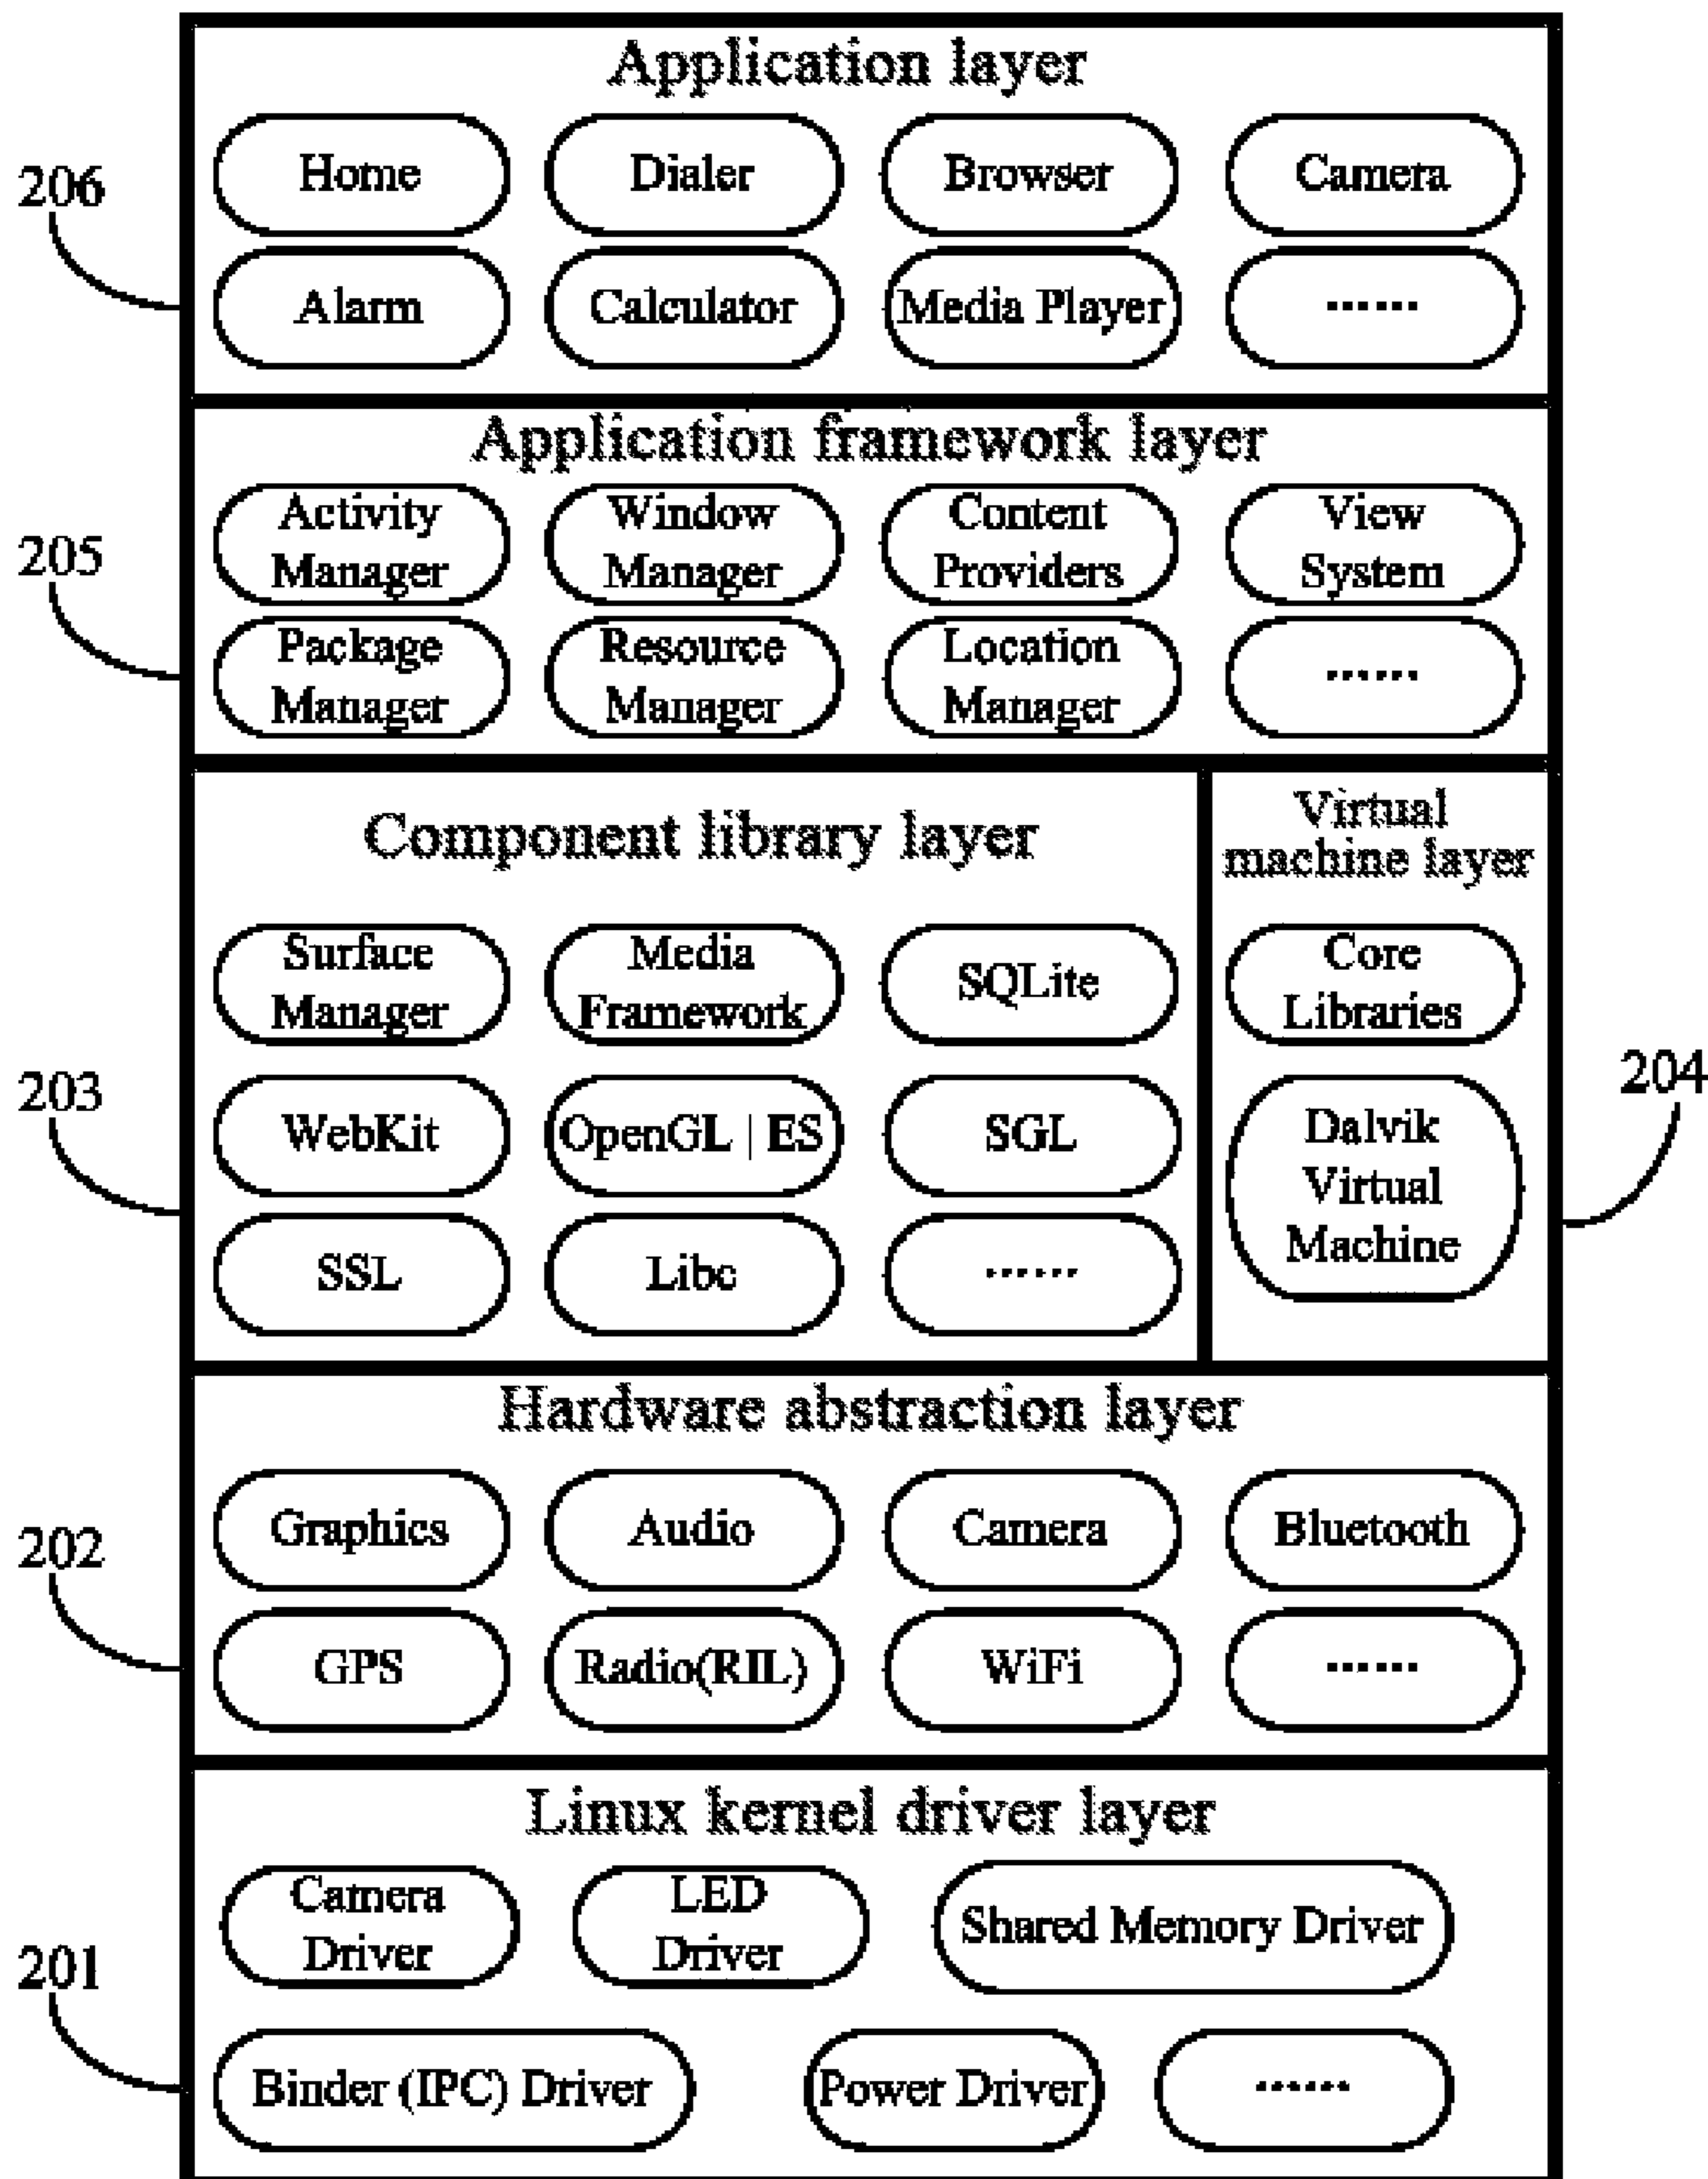 Application layer
Home
Dialer
Browser
Camera
206
Alarm
Calculator
Media Player
......
Application framework layer
Activity
Manager
Window
Manager
Content
Providers
View
System
205
Package
Manager
Resource
Manager
Location
Manager
......
Component library layer
Virtual
machine layer
Surface
Manager
Media
Framework
SQLite
Core
Libraries
203
204
WebKit
OpenGL | ES
SGL
Dalvik
Virtual
Machine
SSL
Libc
......
Hardware abstraction layer
Graphics
Audio
Camera
Bluetooth
202
GPS
Radio(RIL)
WiFi
......
Linux kernel driver layer
Camera
Driver
LED
Driver
Shared Memory Driver
201
Binder (IPC) Driver
Power Driver
......